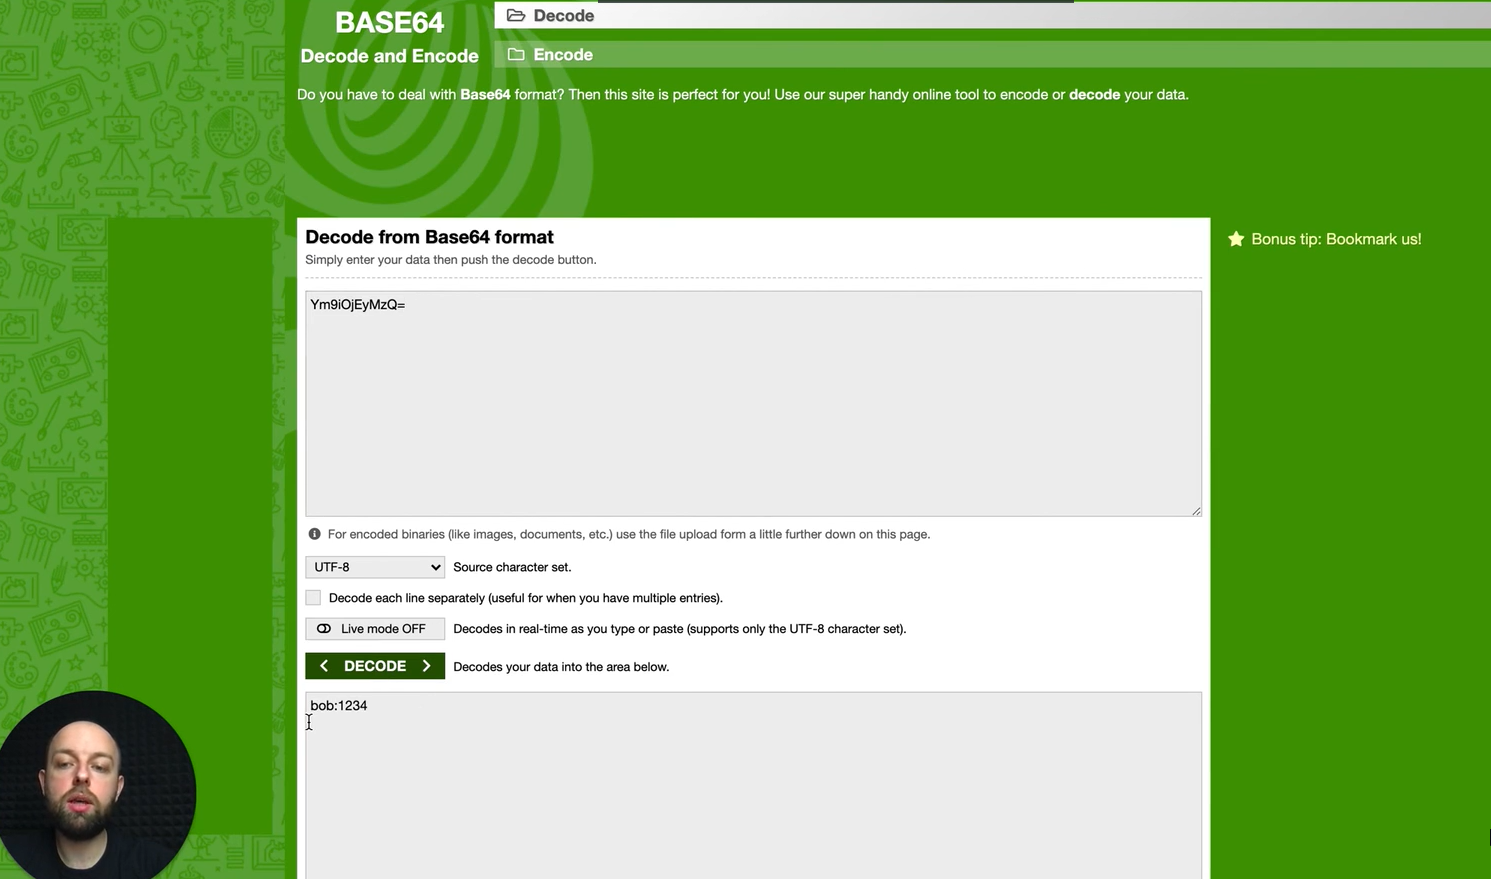 BASE64
Decode and Encode
Decode
Encode
Do you have to deal with Base64 format? Then this site is perfect for you! Use our super handy online tool to encode or decode your data.
Decode from Base64 format
Simply enter your data then push the decode button.
Bonus tip: Bookmark us!
Ym9iOjEyMzQ=
For encoded binaries (like images, documents, etc.) use the file upload form a little further down on this page.
UTF-8 Source character set.
Decode each line separately (useful for when you have multiple entries).
Live mode OFF Decodes in real-time as you type or paste (supports only the UTF-8 character set).
< DECODE > Decodes your data into the area below.
bob:1234